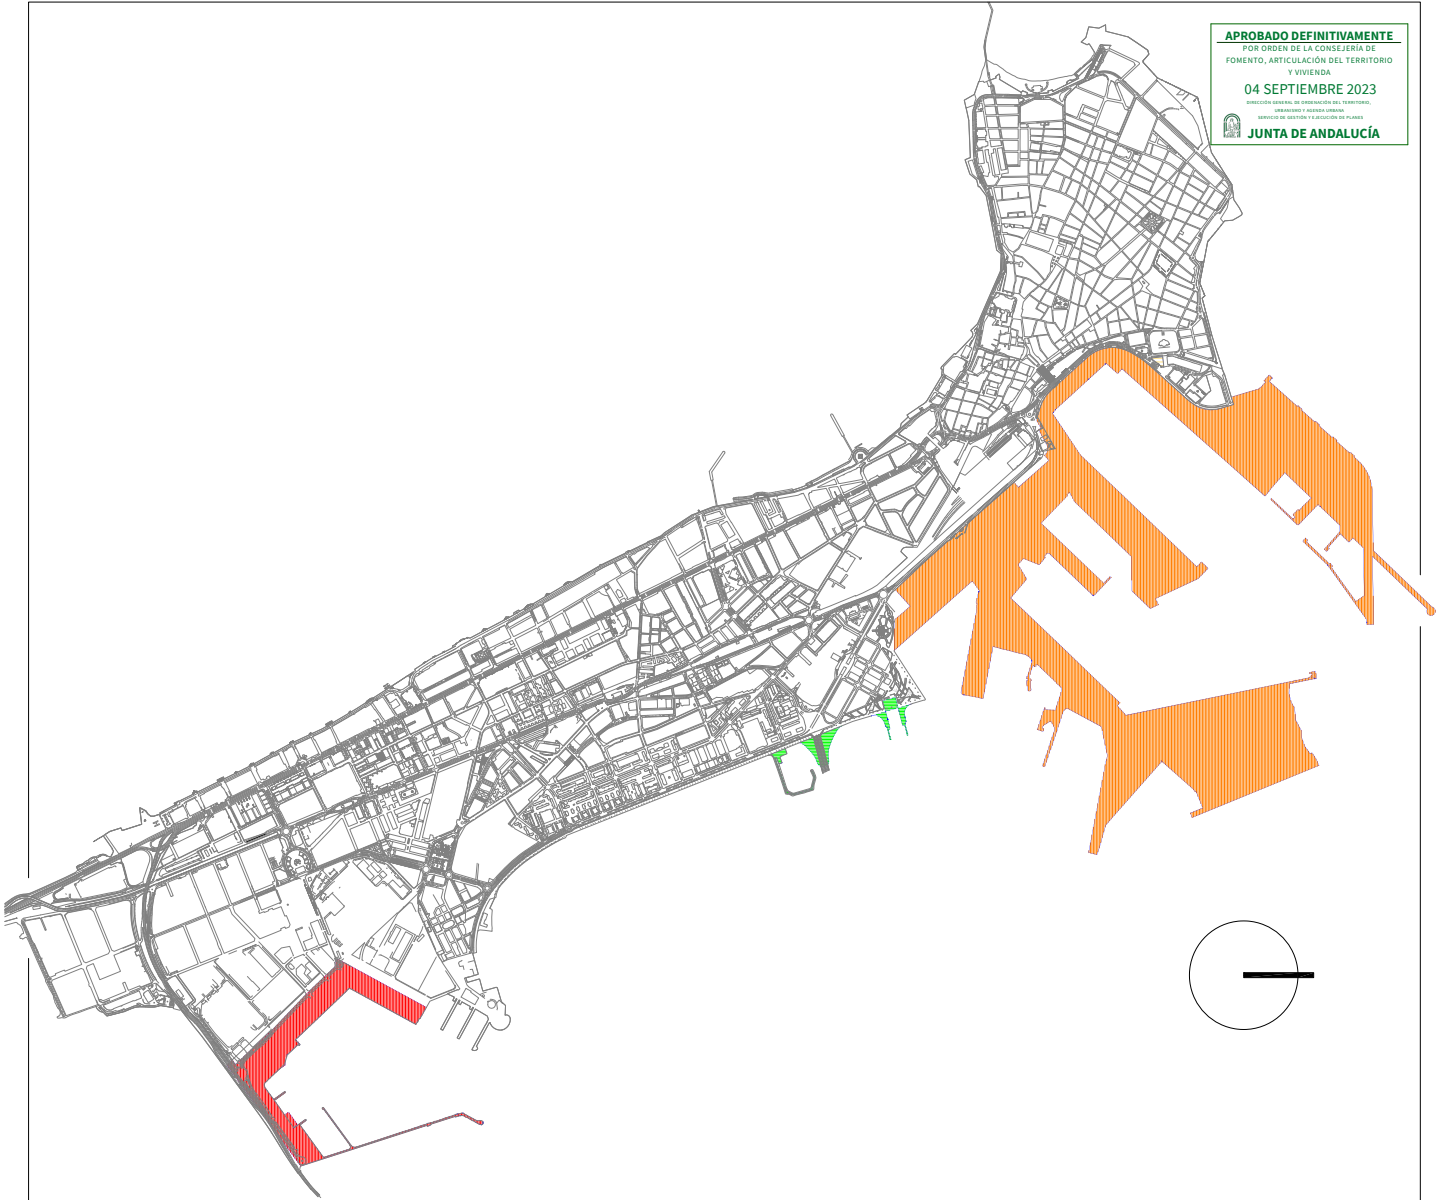 APROBADO DEFINITIVAMENTE
POR ORDEN DE LA CONSEJERÍA DE
FOMENTO, ARTICULACIÓN DEL TERRITORIO
Y VIVIENDA
04 SEPTIEMBRE 2023
DIRECCIÓN GENERAL DE ORDENACIÓN DEL TERRITORIO,
URBANISMO Y AGENDA URBANA
SERVICIO DE GESTIÓN Y EJECUCIÓN DE PLANES
JUNTA DE ANDALUCÍA